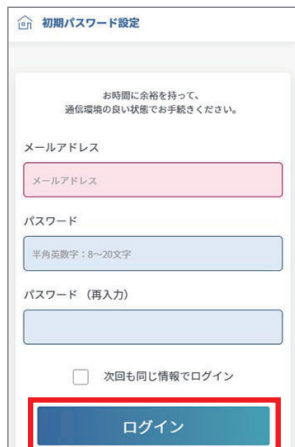 初期パスワード設定
お時間に余裕を持って、
通信環境の良い状態でお手続きください。
メールアドレス
メールアドレス
パスワード
半角英数字：8〜20文字
パスワード （再入力）
次回も同じ情報でログイン
ログイン